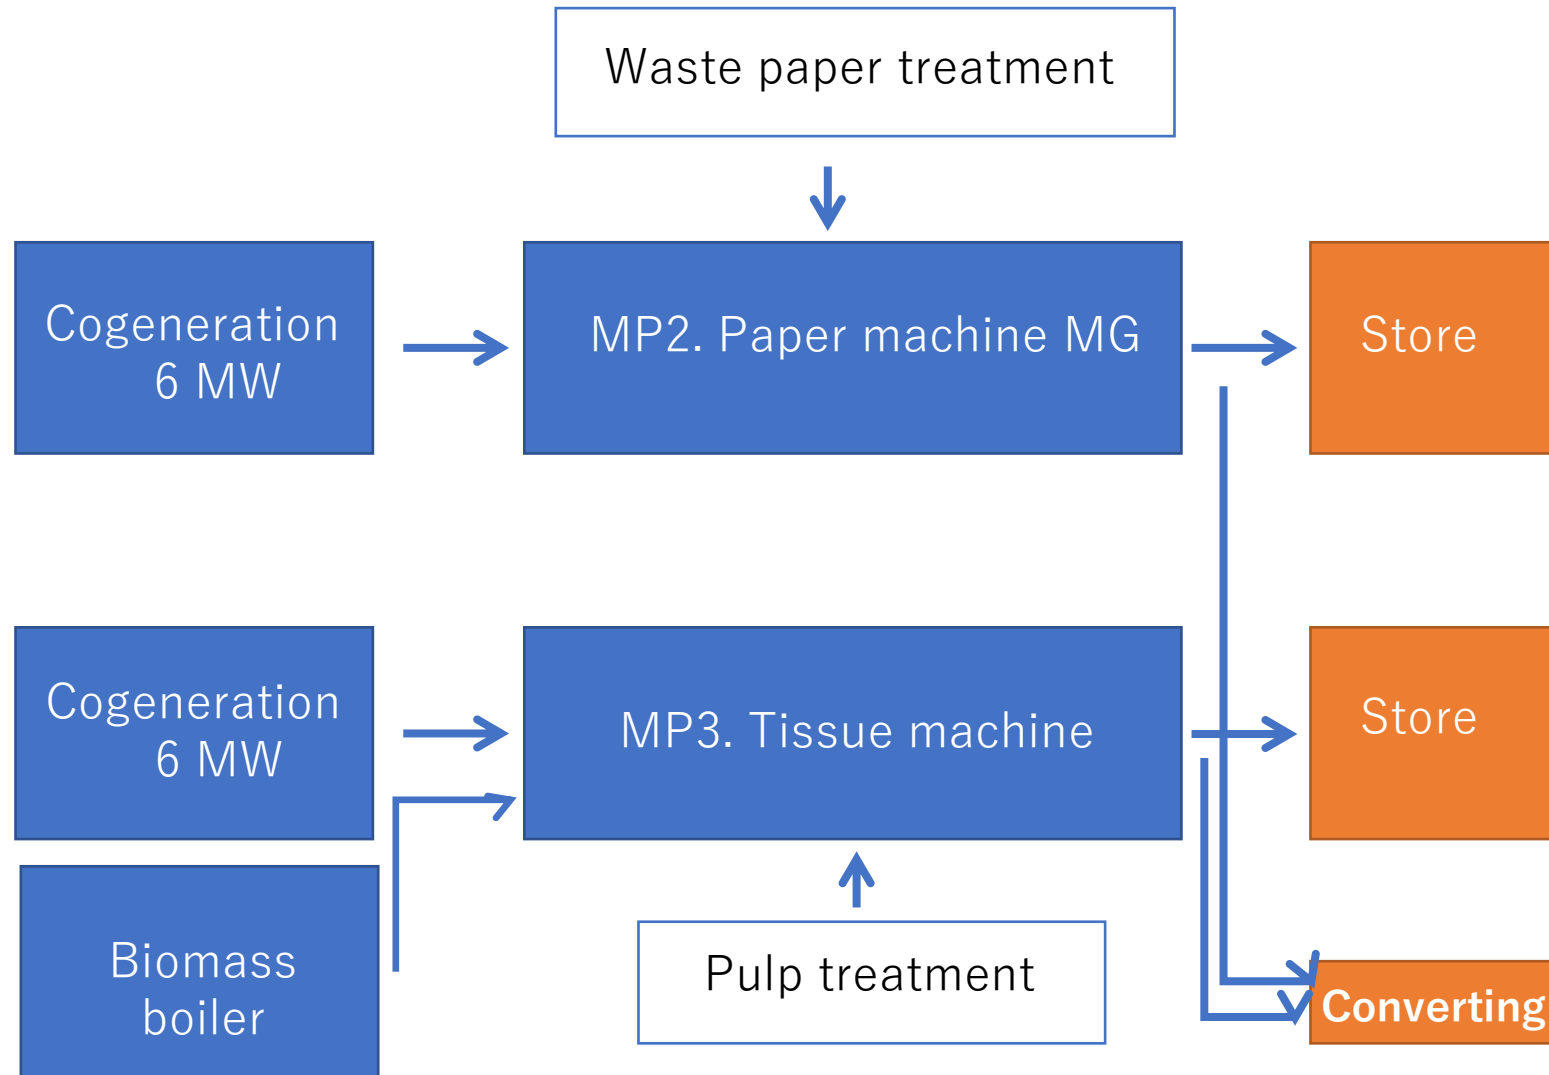 Waste paper treatment
Cogeneration
6 MW
MP2. Paper machine MG
Store
Cogeneration
6 MW
MP3. Tissue machine
Store
Biomass
boiler
Pulp treatment
Converting